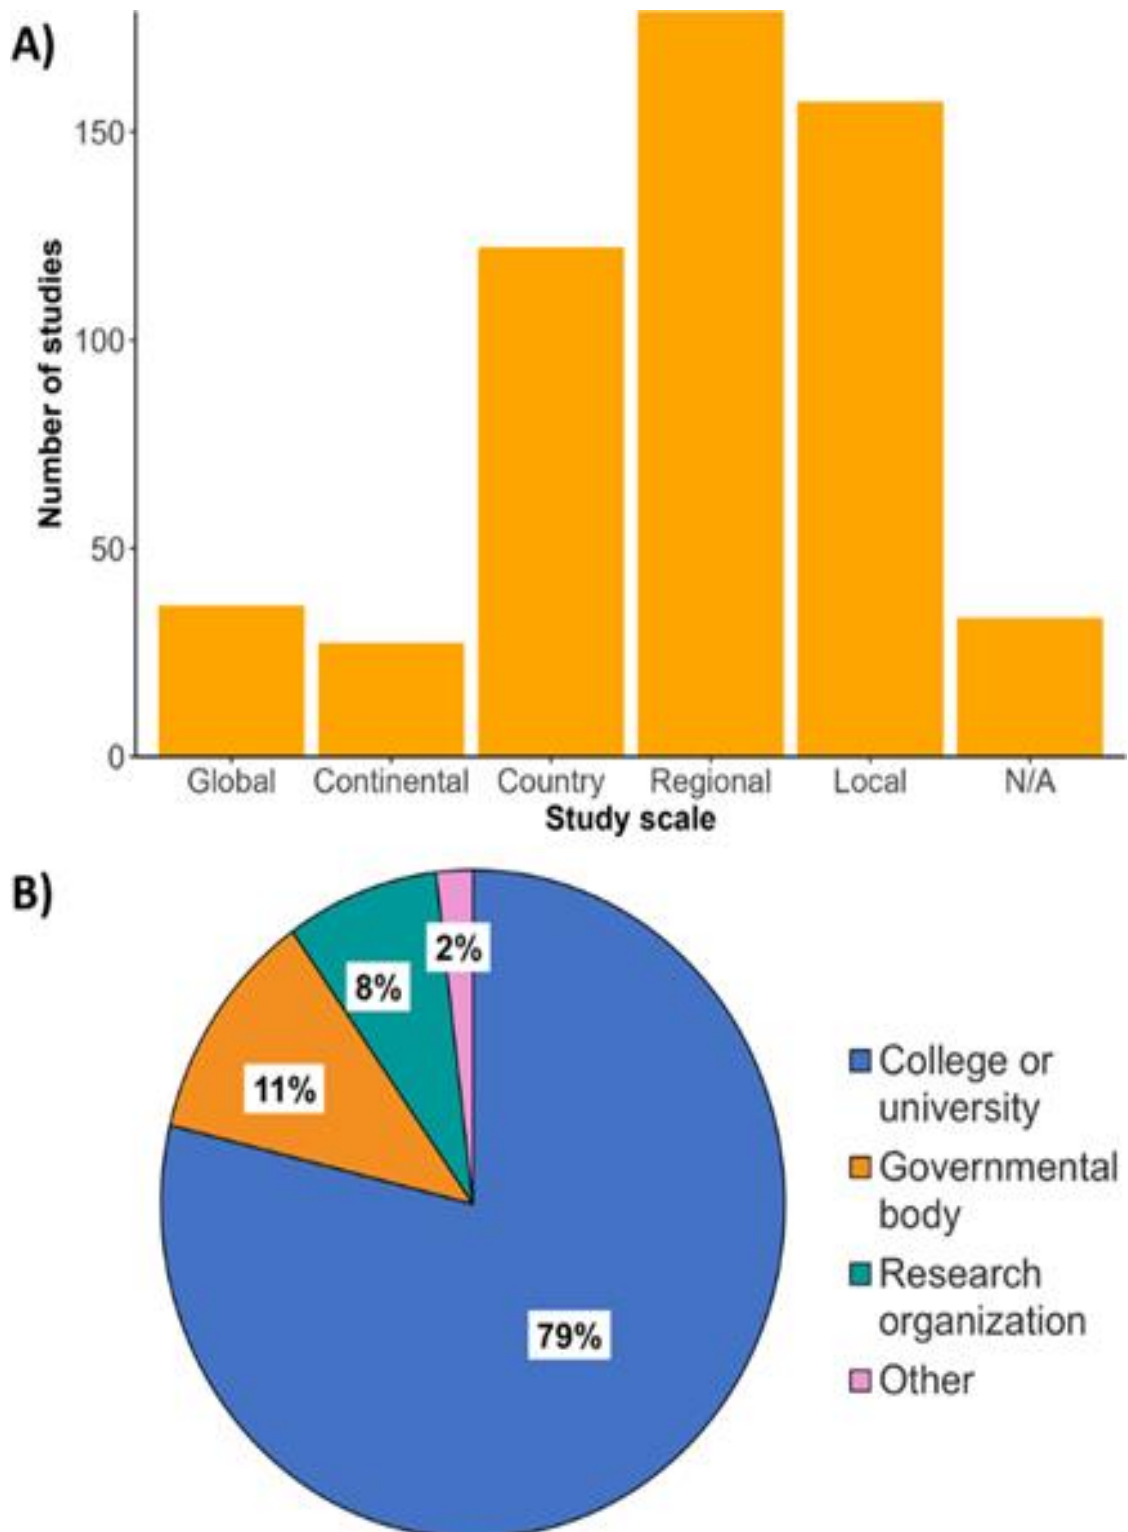 A)
Number of studies
150
100
50
0
Global Continental Country Regional Local N/A
Study scale
B)
2%
8%
11%
79%
College or
university
Governmental
body
Research
organization
Other